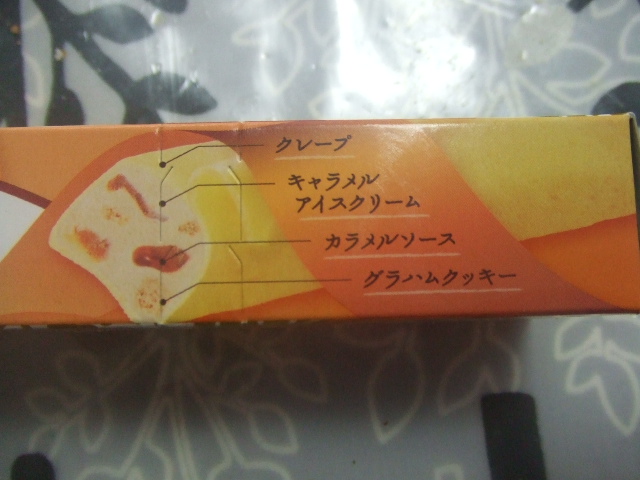 クレープ
キャラメル
アイスクリーム
カラメルソース
グラハムクッキー